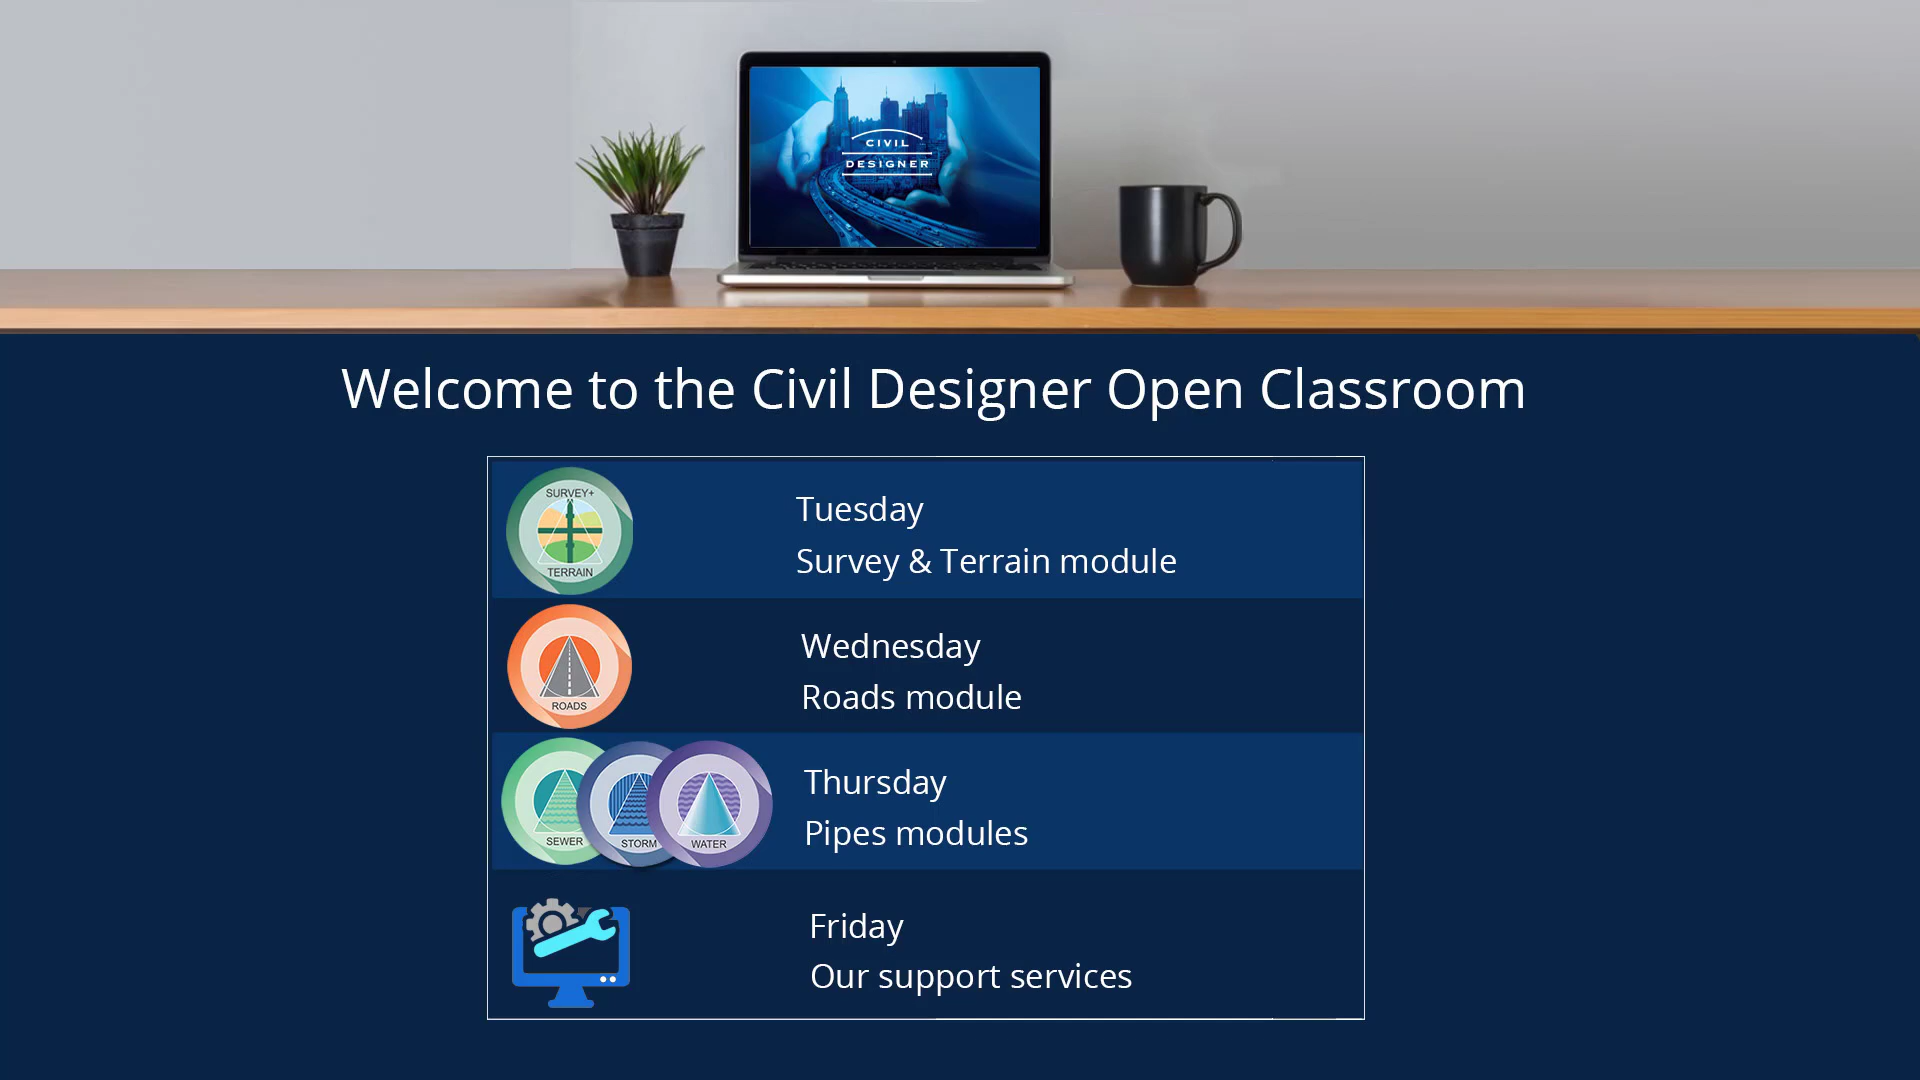 CIVIL
DESIGNER
Welcome to the Civil Designer Open Classroom
SURVEY+
TERRAIN
Tuesday
Survey & Terrain module
ROADS
Wednesday
Roads module
SEWER
STORM
WATER
Thursday
Pipes modules
Friday
Our support services